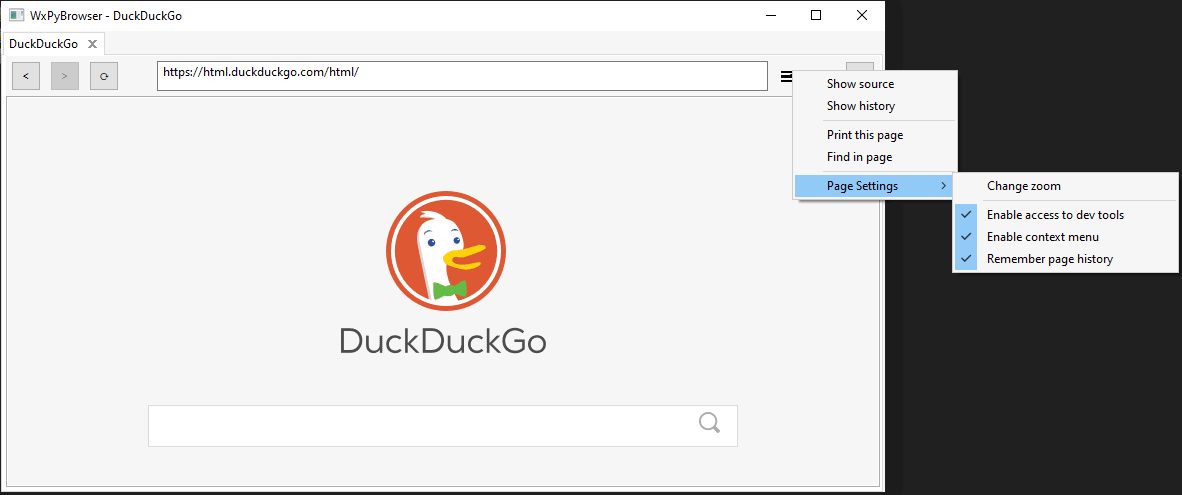 WxPyBrowser - DuckDuckGo
DuckDuckGo
< > https://html.duckduckgo.com/html/
Show source
Show history
Print this page
Find in page
Page Settings
Change zoom
Enable access to dev tools
Enable context menu
Remember page history
DuckDuckGo